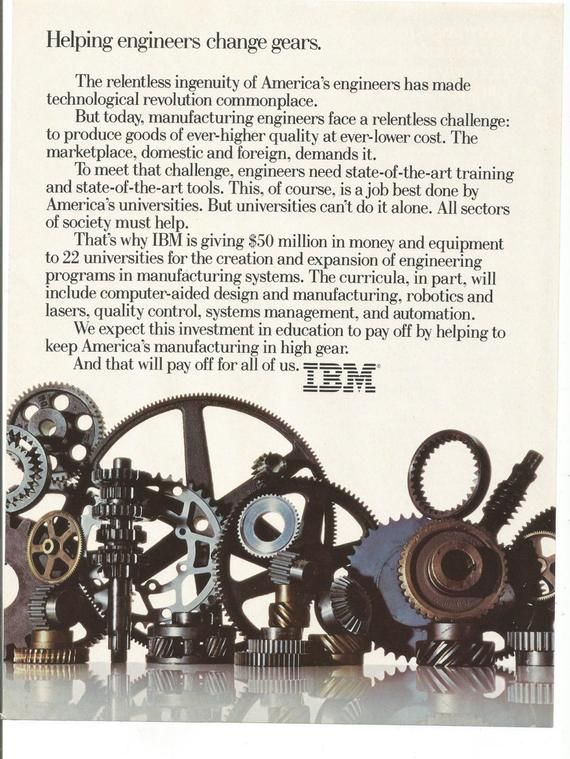 Helping engineers change gears.
The relentless ingenuity of America's engineers has made
technological revolution commonplace.
But today, manufacturing engineers face a relentless challenge:
to produce goods of ever-higher quality at ever-lower cost. The
marketplace, domestic and foreign, demands it.
To meet that challenge, engineers need state-of-the-art training
and state-of-the-art tools. This, of course, is a job best done by
America's universities. But universities can't do it alone. All sectors
of society must help.
That's why IBM is giving $50 million in money and equipment
to 22 universities for the creation and expansion of engineering
programs in manufacturing systems. The curricula, in part, will
include computer-aided design and manufacturing, robotics and
lasers, quality control, systems management, and automation.
We expect this investment in education to pay off by helping to
keep America's manufacturing in high gear.
And that will pay off for all of us. IBM®